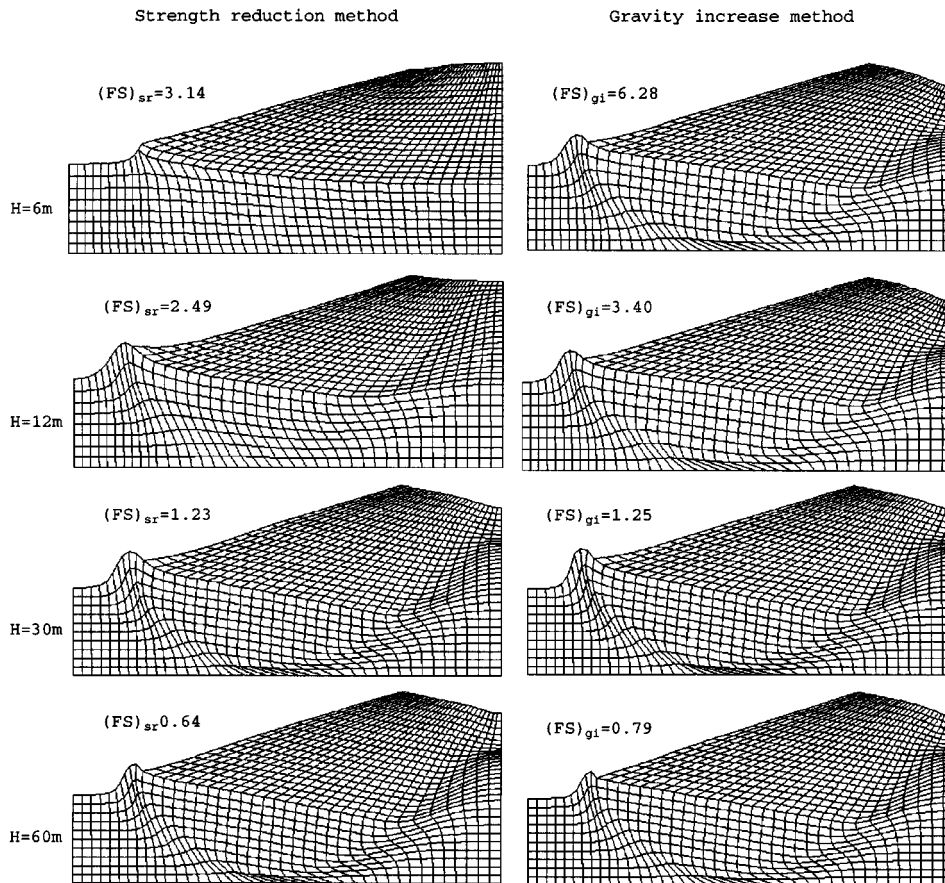 Strength reduction method
Gravity increase method
(FS)sr=3.14
(FS)gi=6.28
H=6m
(FS)sr=2.49
(FS)gi=3.40
H=12m
(FS)sr=1.23
(FS)gi=1.25
H=30m
(FS)sr0.64
(FS)gi=0.79
H=60m